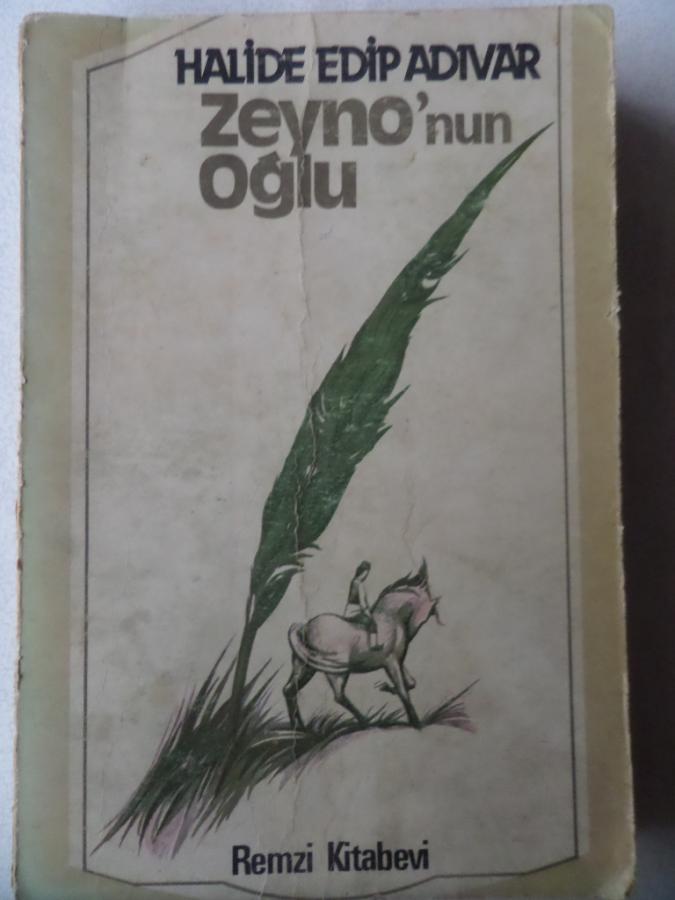 HALİDE EDİP ADIVAR
Zeyno'nun
Oğlu
Remzi Kitabevi